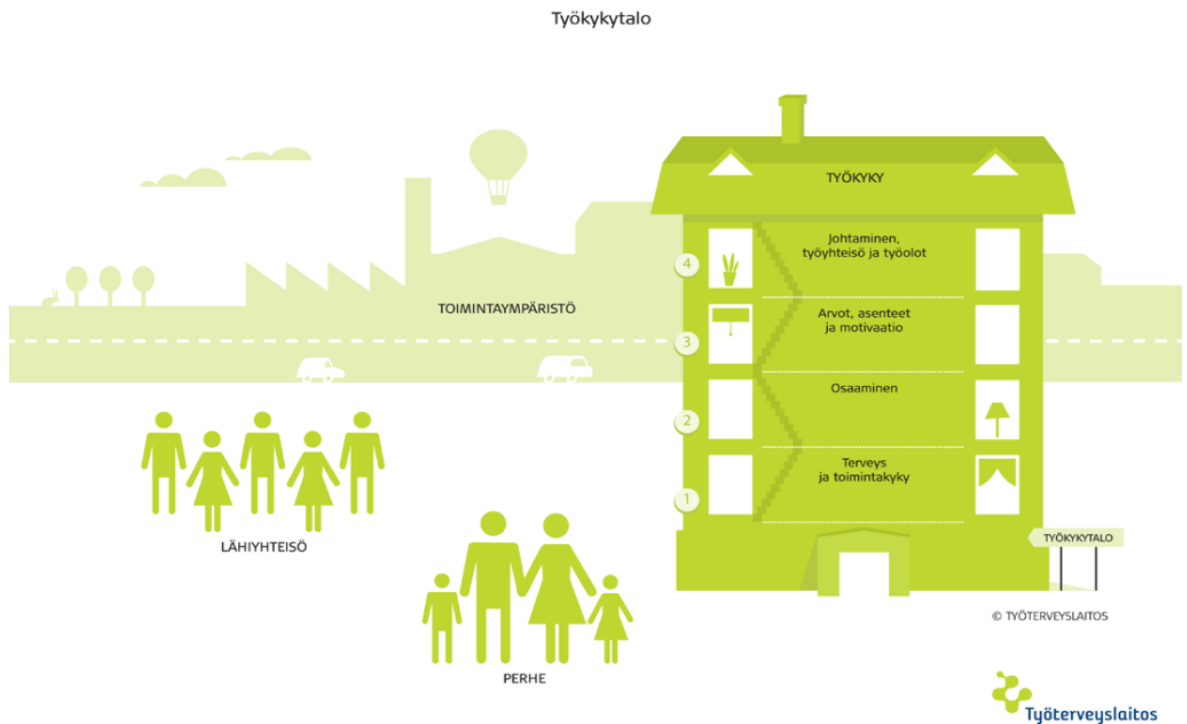 Työkykytalo
TYÖKYKY
4
Johtaminen,
työyhteisö ja työolot
TOIMINTAYMPÄRISTÖ
3
Arvot, asenteet
ja motivaatio
2
Osaaminen
1
Terveys
ja toimintakyky
LÄHIYHTEISÖ
TYÖKYKYTALO
© TYÖTERVEYSLAITOS
PERHE
Työterveyslaitos